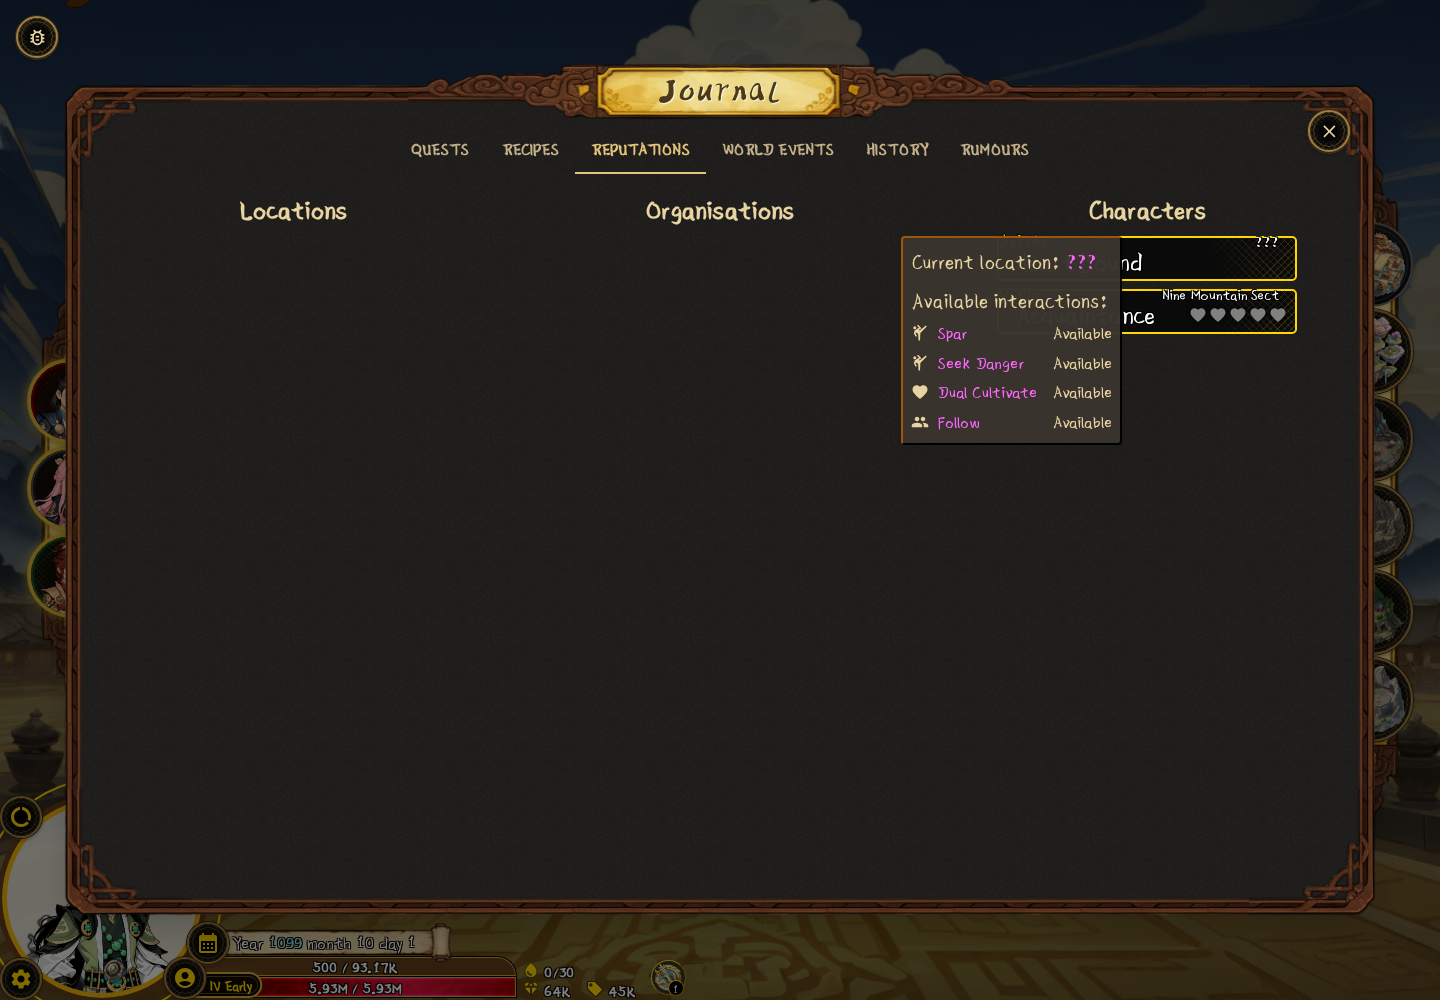 Journal
QUESTS RECIPES REPUTATIONS WORLD EVENTS HISTORY RUMOURS
Locations Organisations Characters
???
Current location: ???
Nine Mountain Sect
Available interactions:
Spar Available
Seek Danger Available
Dual Cultivate Available
Follow Available
Year 1099 month 10 day 1
500 / 93.17K
IV Early
5.93M / 5.93M
0/30
64K
45K
1